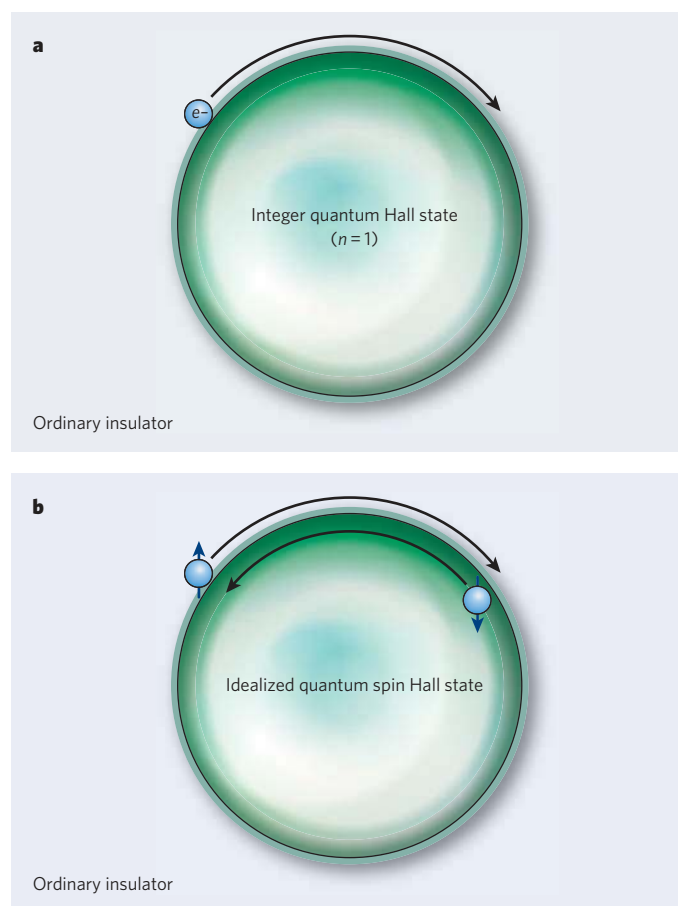 a
e–
Integer quantum Hall state
(n = 1)
Ordinary insulator
b
Idealized quantum spin Hall state
Ordinary insulator